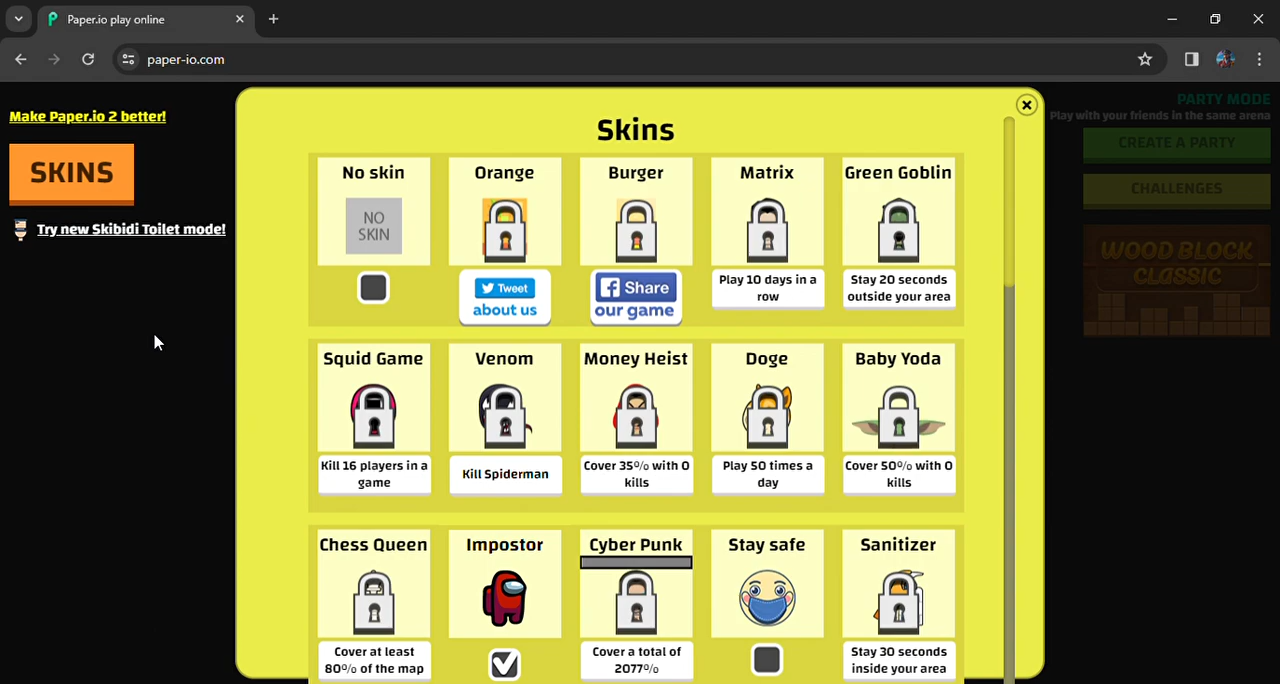 Paper.io play online
paper-io.com
Make Paper.io 2 better!
SKINS
Try new Skibidi Toilet mode!
Skins
PARTY MODE
Play with your friends in the same arena
CREATE A PARTY
CHALLENGES
WOOD BLOCK
CLASSIC
No skin
Orange
Burger
Matrix
Green Goblin
NO
SKIN
Tweet
about us
Share
our game
Play 10 days in a
row
Stay 20 seconds
outside your area
Squid Game
Venom
Money Heist
Doge
Baby Yoda
Kill 16 players in a
game
Kill Spiderman
Cover 35% with 0
kills
Play 50 times a
day
Cover 50% with 0
kills
Chess Queen
Impostor
Cyber Punk
Stay safe
Sanitizer
Cover at least
80% of the map
Cover a total of
2077%
Stay 30 seconds
inside your area